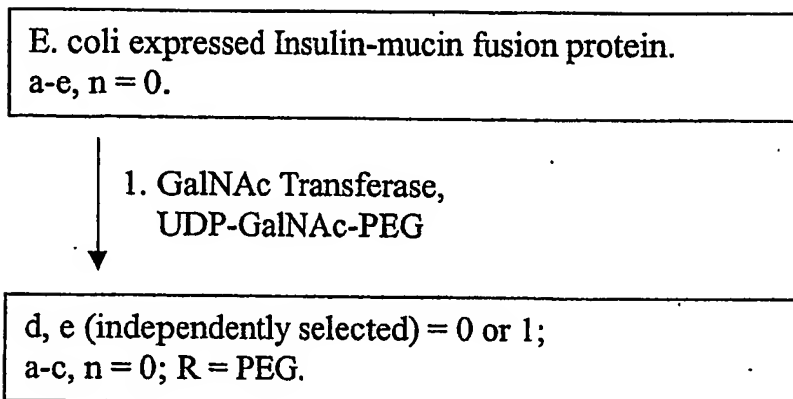 E. coli expressed Insulin-mucin fusion protein.
a-e, n = 0.
1. GalNAc Transferase,
UDP-GalNAc-PEG
d, e (independently selected) = 0 or 1;
a-c, n = 0; R = PEG.